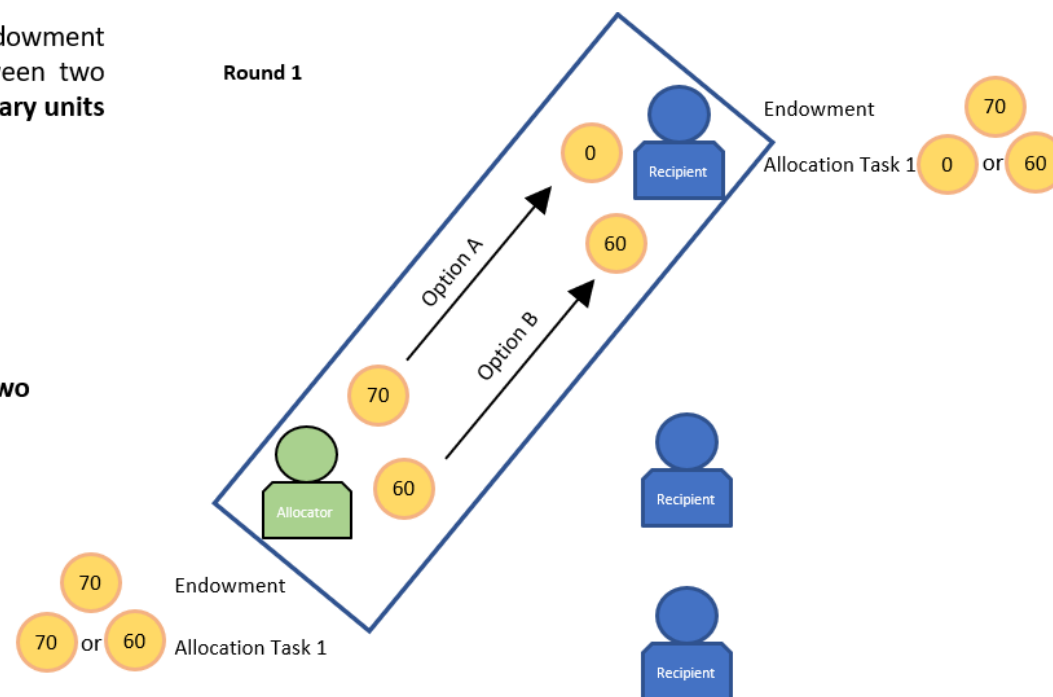 dowment
een two
ary units
Round 1
wo
Endowment
70
Allocation Task 1
0 or 60
0
Recipient
60
Option A
Option B
70
60
Allocator
Recipient
70
Endowment
70 or 60
Allocation Task 1
Recipient